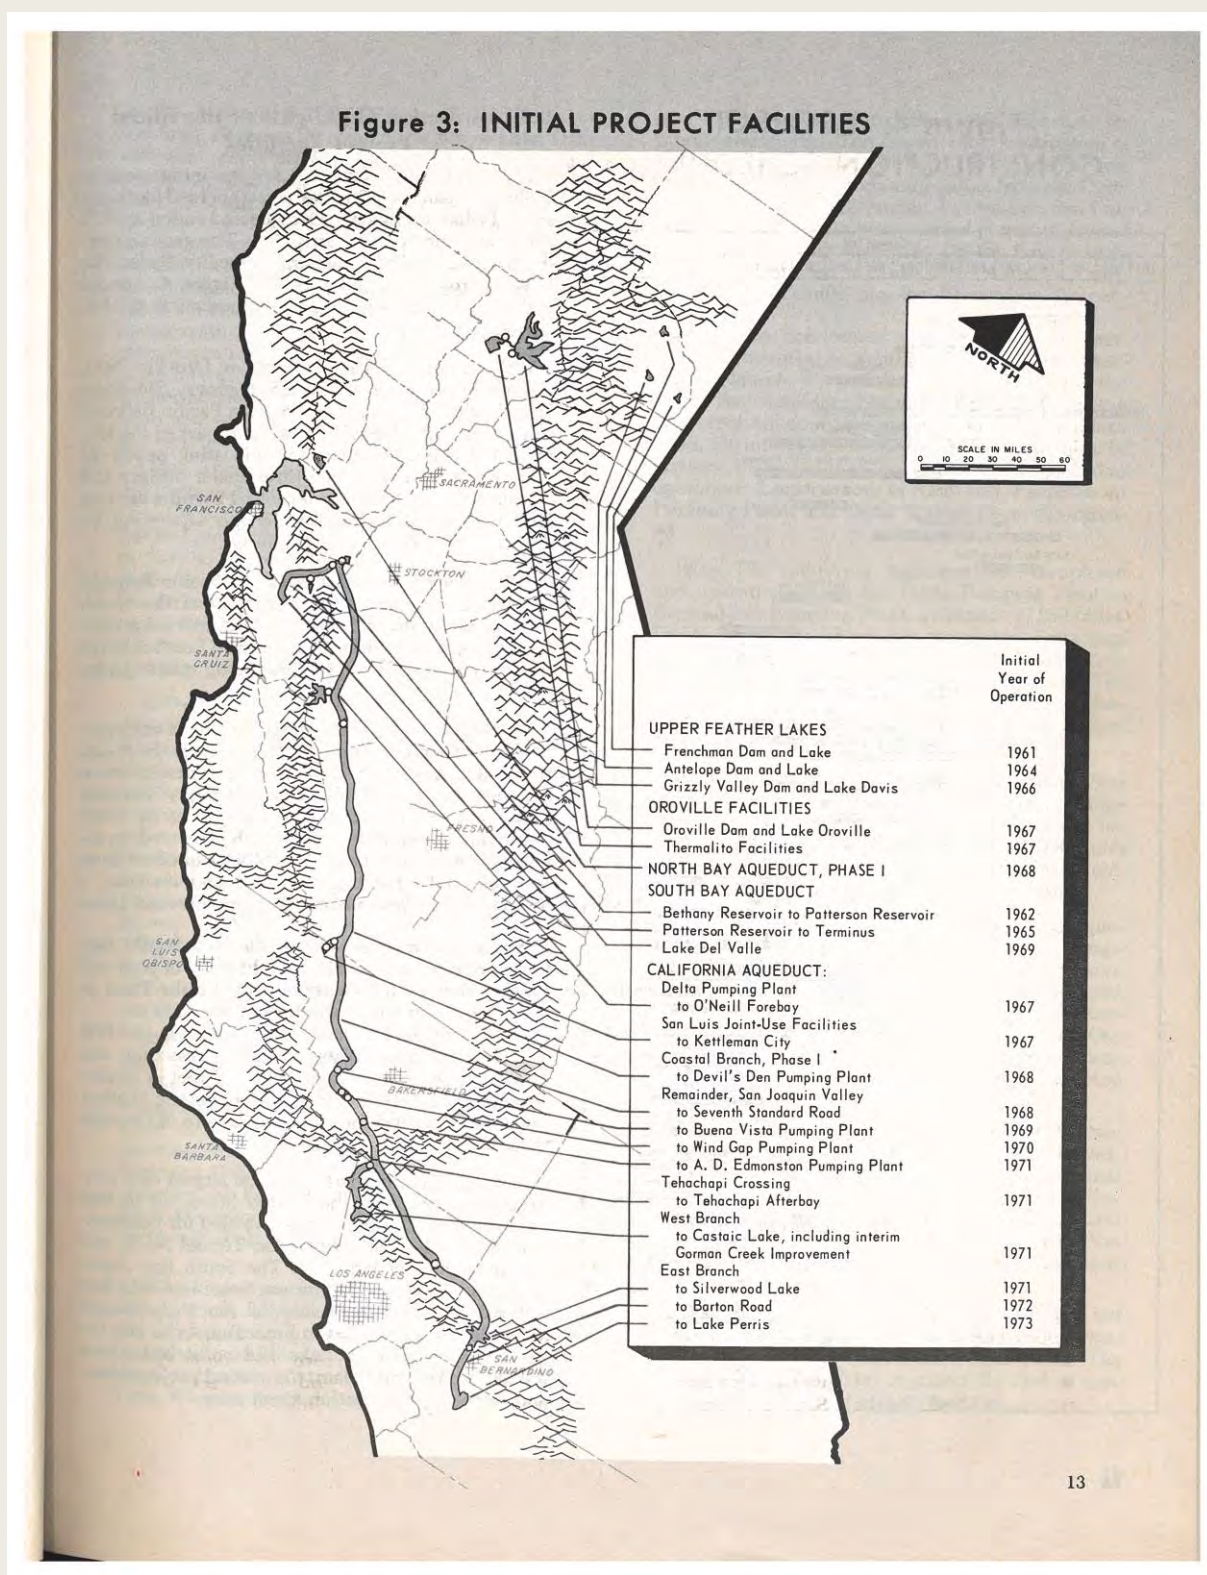 Figure 3: INITIAL PROJECT FACILITIES
NORTH
SCALE IN MILES
0 10 20 30 40 50 60
SACRAMENTO
SAN
FRANCISCO
STOCKTON
SANTA
CRUZ
FRESNO
SAN
LUIS
OBISPO
BAKERSFIELD
SANTA
BARBARA
LOS ANGELES
SAN
BERNARDINO
Initial
Year of
Operation
UPPER FEATHER LAKES
Frenchman Dam and Lake 1961
Antelope Dam and Lake 1964
Grizzly Valley Dam and Lake Davis 1966
OROVILLE FACILITIES
Oroville Dam and Lake Oroville 1967
Thermalito Facilities 1967
NORTH BAY AQUEDUCT, PHASE I 1968
SOUTH BAY AQUEDUCT
Bethany Reservoir to Patterson Reservoir 1962
Patterson Reservoir to Terminus 1965
Lake Del Valle 1969
CALIFORNIA AQUEDUCT:
Delta Pumping Plant
to O'Neill Forebay 1967
San Luis Joint-Use Facilities
to Kettleman City 1967
Coastal Branch, Phase I
to Devil's Den Pumping Plant 1968
Remainder, San Joaquin Valley
to Seventh Standard Road 1968
to Buena Vista Pumping Plant 1969
to Wind Gap Pumping Plant 1970
to A. D. Edmonston Pumping Plant 1971
Tehachapi Crossing
to Tehachapi Afterbay 1971
West Branch
to Castaic Lake, including interim
Gorman Creek Improvement 1971
East Branch
to Silverwood Lake 1971
to Barton Road 1972
to Lake Perris 1973
13